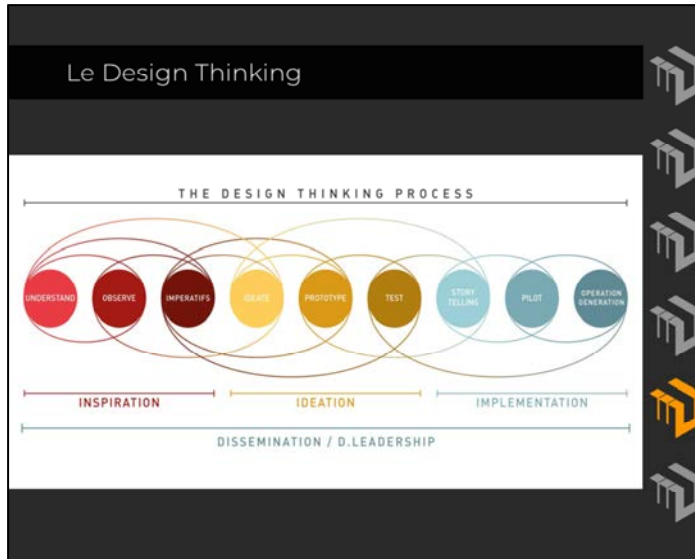 Le Design Thinking
THE DESIGN THINKING PROCESS
UNDERSTAND
OBSERVE
IMPERATIFS
IDEATE
PROTOTYPE
TEST
STORY
TELLING
PILOT
OPERATION
GENERATION
INSPIRATION
IDEATION
IMPLEMENTATION
DISSEMINATION / D.LEADERSHIP